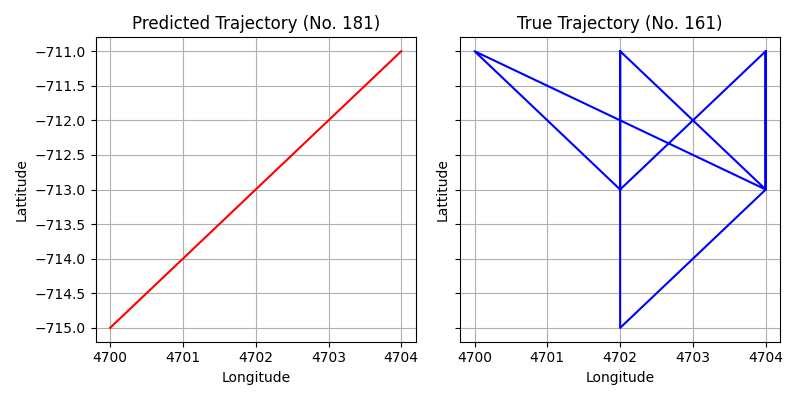 Predicted Trajectory (No. 181)
True Trajectory (No. 161)
Lattitude
−711.0
−711.5
−712.0
−712.5
−713.0
−713.5
−714.0
−714.5
−715.0
4700 4701 4702 4703 4704
Longitude
Lattitude
4700 4701 4702 4703 4704
Longitude